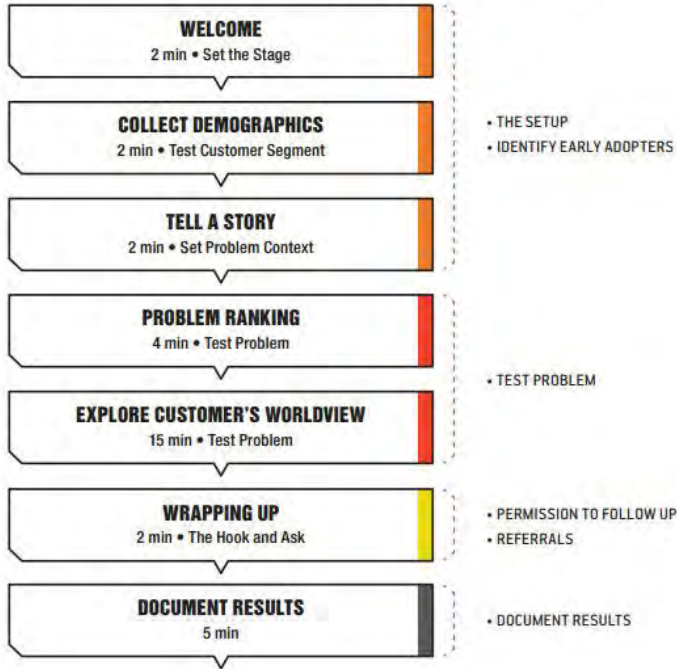 WELCOME
2 min • Set the Stage
COLLECT DEMOGRAPHICS
2 min • Test Customer Segment
• THE SETUP
• IDENTIFY EARLY ADOPTERS
TELL A STORY
2 min • Set Problem Context
PROBLEM RANKING
4 min • Test Problem
• TEST PROBLEM
EXPLORE CUSTOMER'S WORLDVIEW
15 min • Test Problem
WRAPPING UP
2 min • The Hook and Ask
• PERMISSION TO FOLLOW UP
• REFERRALS
DOCUMENT RESULTS
5 min
• DOCUMENT RESULTS